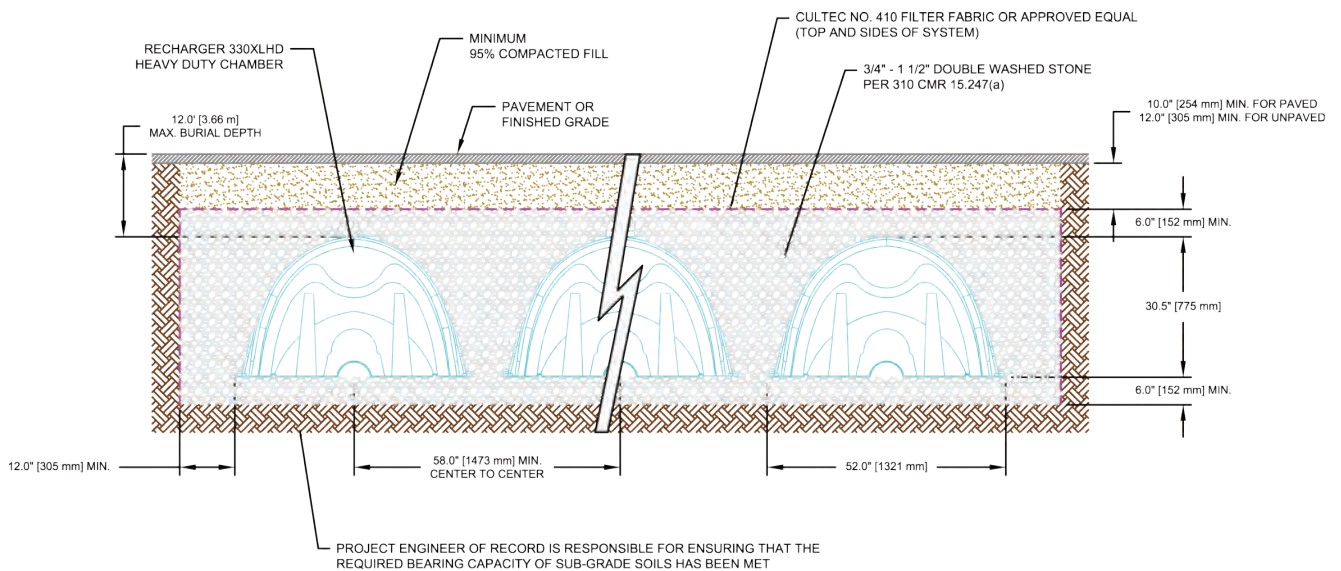 CULTEC NO. 410 FILTER FABRIC OR APPROVED EQUAL
(TOP AND SIDES OF SYSTEM)
MINIMUM
95% COMPACTED FILL
RECHARGER 330XLHD
HEAVY DUTY CHAMBER
3/4" - 1 1/2" DOUBLE WASHED STONE
PER 310 CMR 15.247(a)
PAVEMENT OR
FINISHED GRADE
10.0" [254 mm] MIN. FOR PAVED
12.0" [305 mm] MIN. FOR UNPAVED
12.0' [3.66 m]
MAX. BURIAL DEPTH
6.0" [152 mm] MIN.
30.5" [775 mm]
6.0" [152 mm] MIN.
12.0" [305 mm] MIN.
58.0" [1473 mm] MIN.
CENTER TO CENTER
52.0" [1321 mm]
PROJECT ENGINEER OF RECORD IS RESPONSIBLE FOR ENSURING THAT THE
REQUIRED BEARING CAPACITY OF SUB-GRADE SOILS HAS BEEN MET